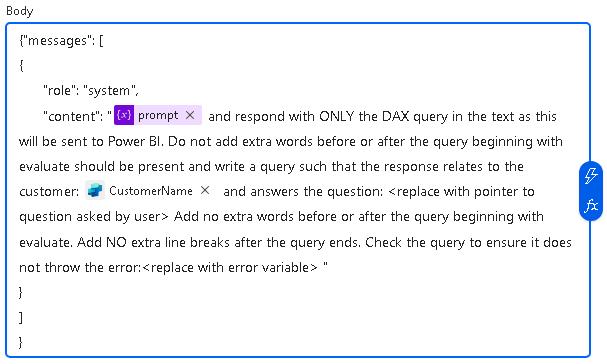 Body
{"messages": [
{
"role": "system",
"content": " {x} prompt × and respond with ONLY the DAX query in the text as this
will be sent to Power BI. Do not add extra words before or after the query beginning with
evaluate should be present and write a query such that the response relates to the
customer: CustomerName × and answers the question: <replace with pointer to
question asked by user> Add no extra words before or after the query beginning with
evaluate. Add NO extra line breaks after the query ends. Check the query to ensure it does
not throw the error:<replace with error variable> "
}
]
}
fx